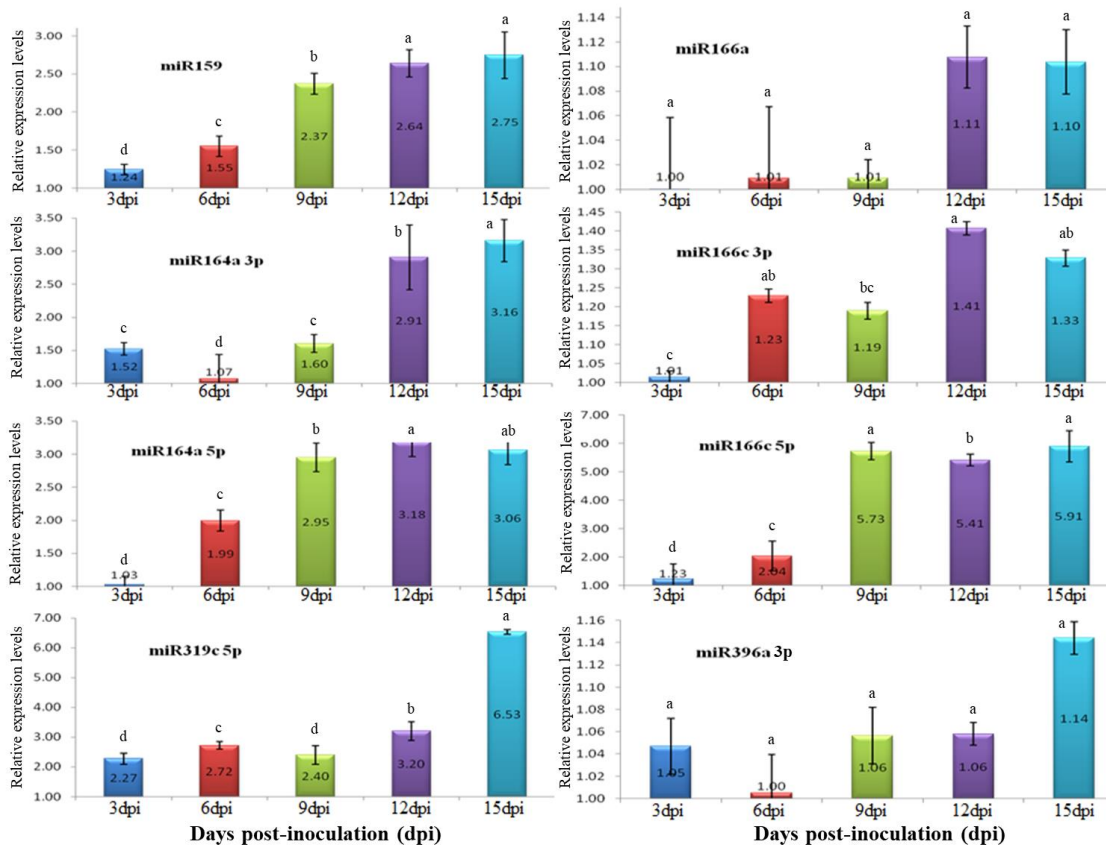 Relative expression levels
miR159
3.00
2.50
2.00
1.50
1.00
d
c
b
a
a
1.24
1.55
2.37
2.64
2.75
3dpi 6dpi 9dpi 12dpi 15dpi
Relative expression levels
miR166a
1.14
1.12
1.10
1.08
1.06
1.04
1.02
1.00
a
a
a
a
a
1.00
1.01
1.01
1.11
1.10
3dpi 6dpi 9dpi 12dpi 15dpi
Relative expression levels
miR164a 3p
3.50
3.00
2.50
2.00
1.50
1.00
c
d
c
b
a
1.52
1.07
1.60
2.91
3.16
3dpi 6dpi 9dpi 12dpi 15dpi
Relative expression levels
miR166c 3p
1.45
1.40
1.35
1.30
1.25
1.20
1.15
1.10
1.05
1.00
c
ab
bc
a
ab
1.01
1.23
1.19
1.41
1.33
3dpi 6dpi 9dpi 12dpi 15dpi
Relative expression levels
miR164a 5p
3.50
3.00
2.50
2.00
1.50
1.00
d
c
b
a
ab
1.03
1.99
2.95
3.18
3.06
3dpi 6dpi 9dpi 12dpi 15dpi
Relative expression levels
miR166c 5p
7.00
6.00
5.00
4.00
3.00
2.00
1.00
d
c
a
b
a
1.23
2.04
5.73
5.41
5.91
3dpi 6dpi 9dpi 12dpi 15dpi
Relative expression levels
miR319c 5p
7.00
6.00
5.00
4.00
3.00
2.00
1.00
d
c
d
b
a
2.27
2.72
2.40
3.20
6.53
3dpi 6dpi 9dpi 12dpi 15dpi
Days post-inoculation (dpi)
Relative expression levels
miR396a 3p
1.16
1.14
1.12
1.10
1.08
1.06
1.04
1.02
1.00
a
a
a
a
a
1.05
1.00
1.06
1.06
1.14
3dpi 6dpi 9dpi 12dpi 15dpi
Days post-inoculation (dpi)